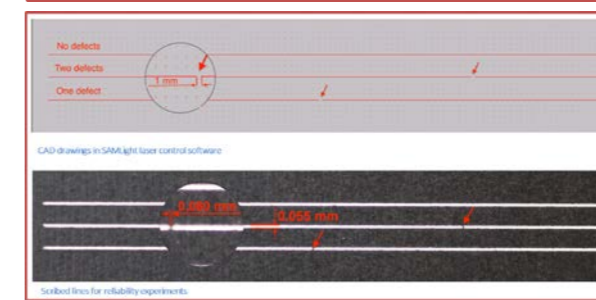 No defects
Two defects
1 mm
One defect
CAD drawings in SAMLight laser control software
0.080 mm
0.055 mm
Scribed lines for reliability experiments